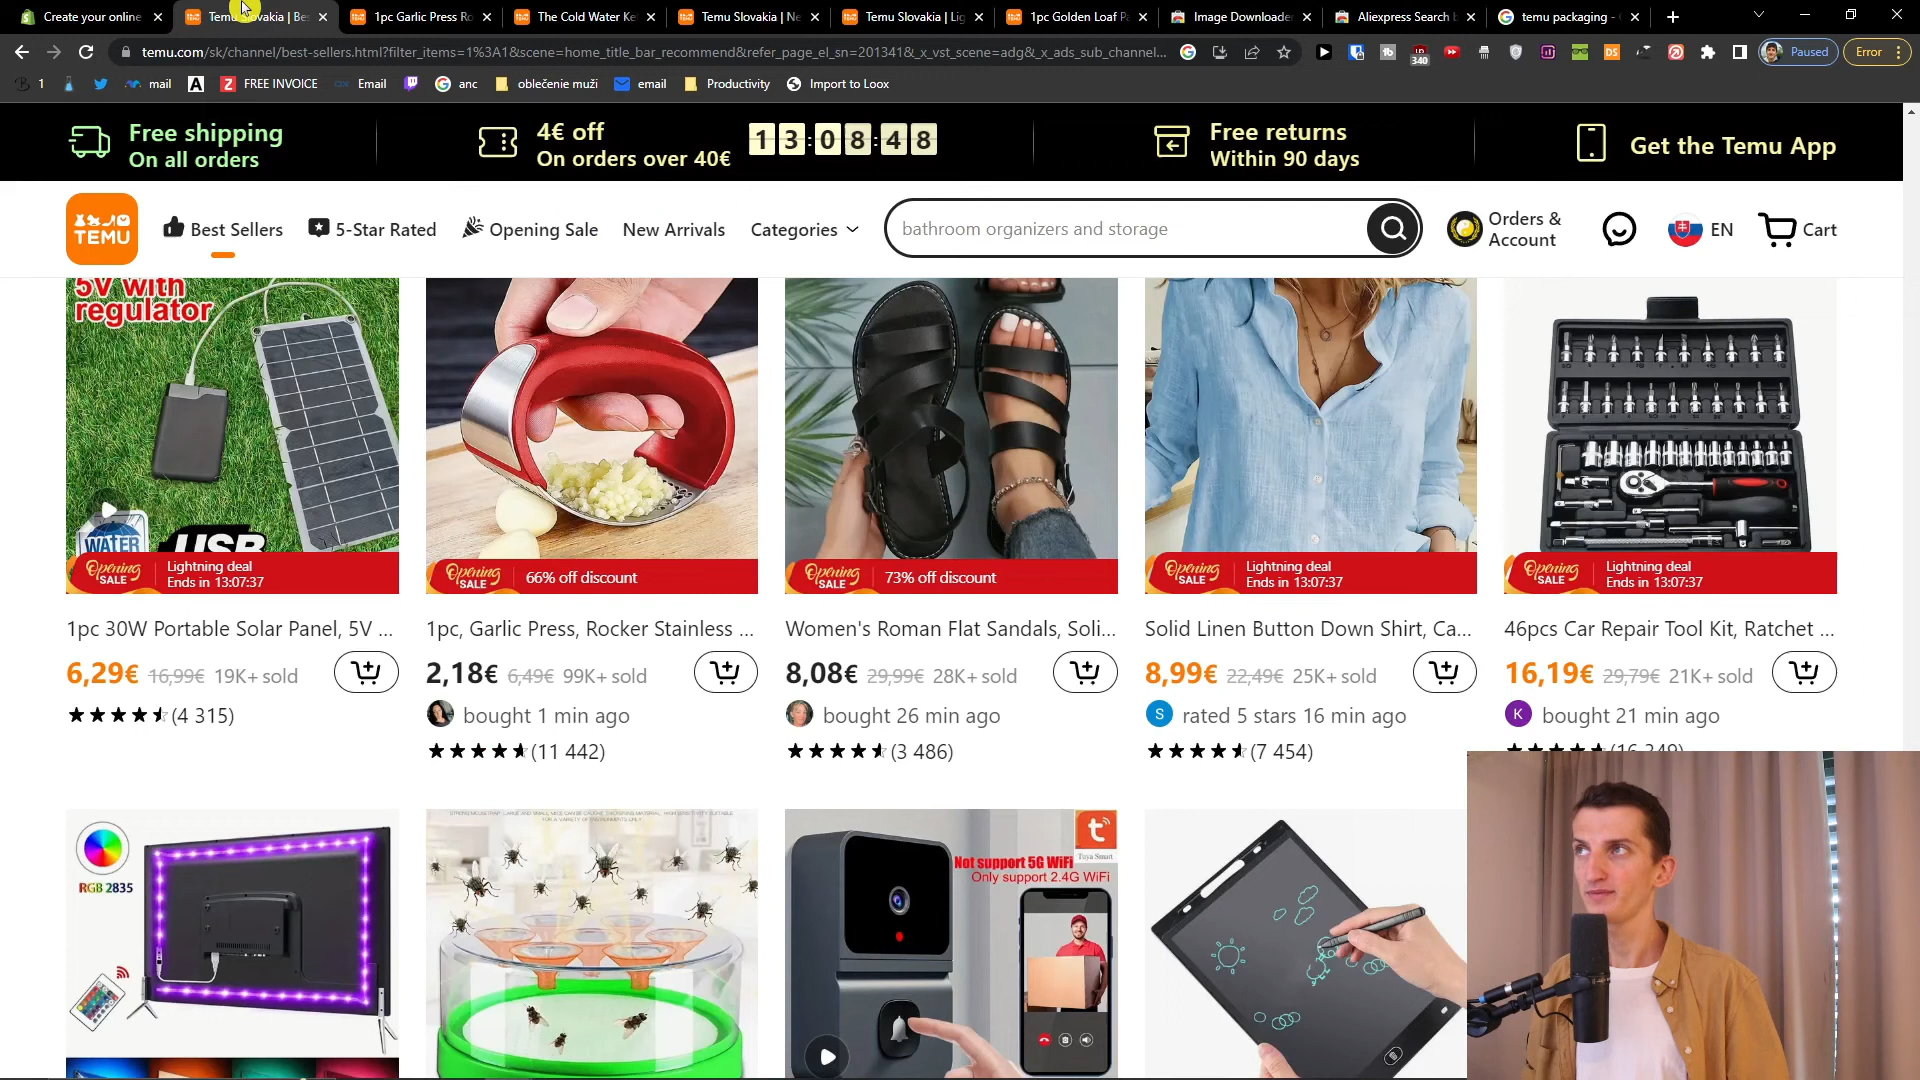 Create your online
Temu Slovakia | Bes
1pc Garlic Press Ro
The Cold Water Ke
Temu Slovakia | Ne
Temu Slovakia | Lig
1pc Golden Loaf Pa
Image Downloader
Aliexpress Search b
temu packaging - G
temu.com/sk/channel/best-sellers.html?filter_items=1%3A1&scene=home_title_bar_recommend&refer_page_el_sn=201341&_x_vst_scene=adg&_x_ads_sub_channel...
340
Paused
Error
1
mail
FREE INVOICE
Email
anc
oblečenie muži
email
Productivity
Import to Loox
Free shipping
On all orders
4€ off
On orders over 40€
13:08:48
Free returns
Within 90 days
Get the Temu App
TEMU
Best Sellers
5-Star Rated
Opening Sale
New Arrivals
Categories
bathroom organizers and storage
Orders &
Account
EN
Cart
5V with
regulator
WATER
USB
Opening
SALE
Lightning deal
Ends in 13:07:37
Opening
SALE
66% off discount
Opening
SALE
73% off discount
Opening
SALE
Lightning deal
Ends in 13:07:37
Opening
SALE
Lightning deal
Ends in 13:07:37
1pc 30W Portable Solar Panel, 5V ...
1pc, Garlic Press, Rocker Stainless ...
Women's Roman Flat Sandals, Soli...
Solid Linen Button Down Shirt, Ca...
46pcs Car Repair Tool Kit, Ratchet ...
6,29€ 16,99€ 19K+ sold
2,18€ 6,49€ 99K+ sold
8,08€ 29,99€ 28K+ sold
8,99€ 22,49€ 25K+ sold
16,19€ 29,79€ 21K+ sold
(4 315)
bought 1 min ago
bought 26 min ago
S rated 5 stars 16 min ago
K bought 21 min ago
(11 442)
(3 486)
(7 454)
(16 349)
RGB 2835
Tuya Smart
Not support 5G WiFi
Only support 2.4G WiFi